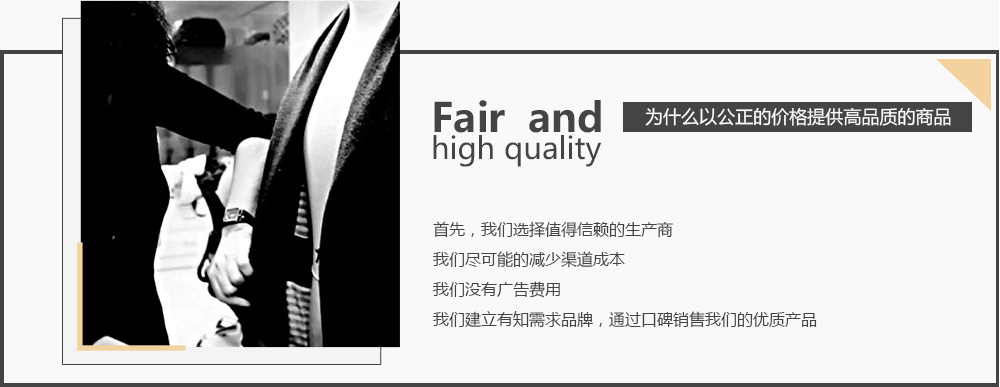 Fair and
high quality
为什么以公正的价格提供高品质的商品
首先，我们选择值得信赖的生产商
我们尽可能的减少渠道成本
我们没有广告费用
我们建立有知需求品牌，通过口碑销售我们的优质产品